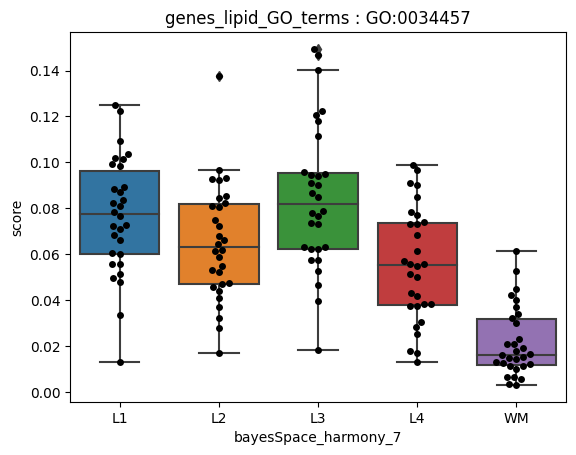 genes_lipid_GO_terms : GO:0034457
score
0.14
0.12
0.10
0.08
0.06
0.04
0.02
0.00
L1 L2 L3 L4 WM
bayesSpace_harmony_7